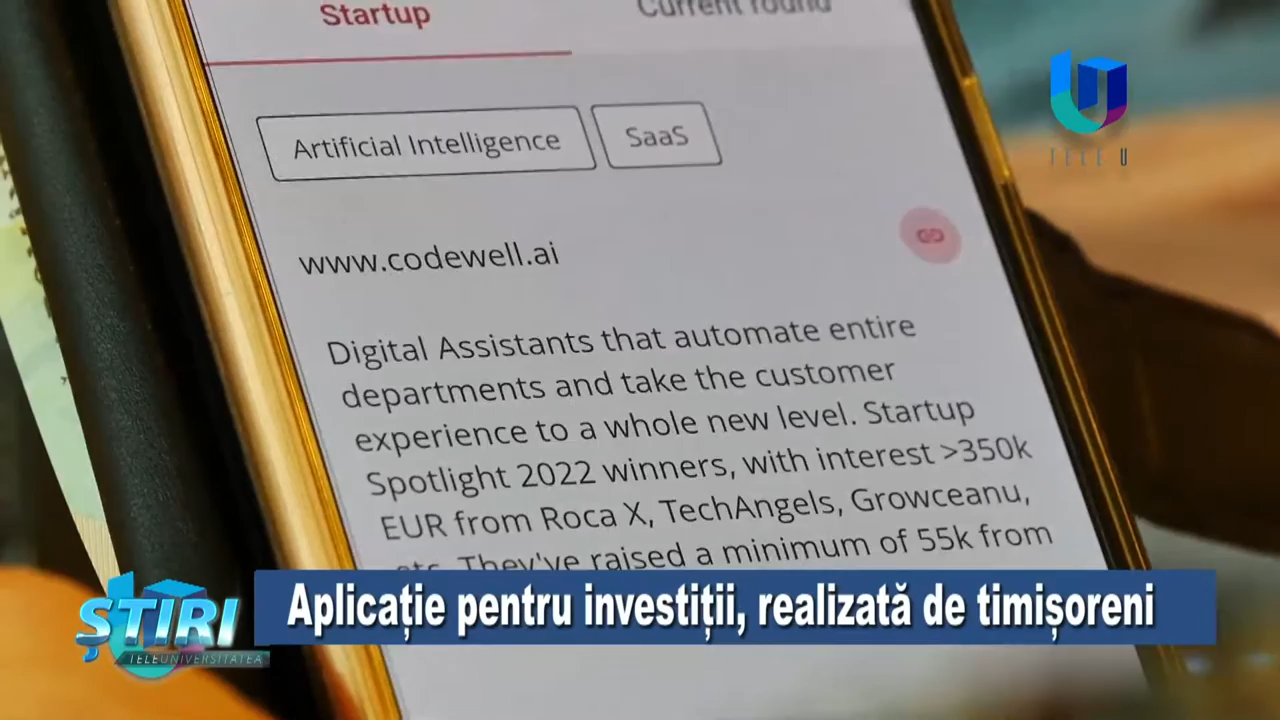 Startup
Current round
Artificial Intelligence
SaaS
www.codewell.ai
Digital Assistants that automate entire
departments and take the customer
experience to a whole new level. Startup
Spotlight 2022 winners, with interest >350k
EUR from Roca X, TechAngels, Growceanu,
etc. They've raised a minimum of 55k from
TELE U
Aplicație pentru investiții, realizată de timișoreni
ȘTIRI
TELEUNIVERSITATEA